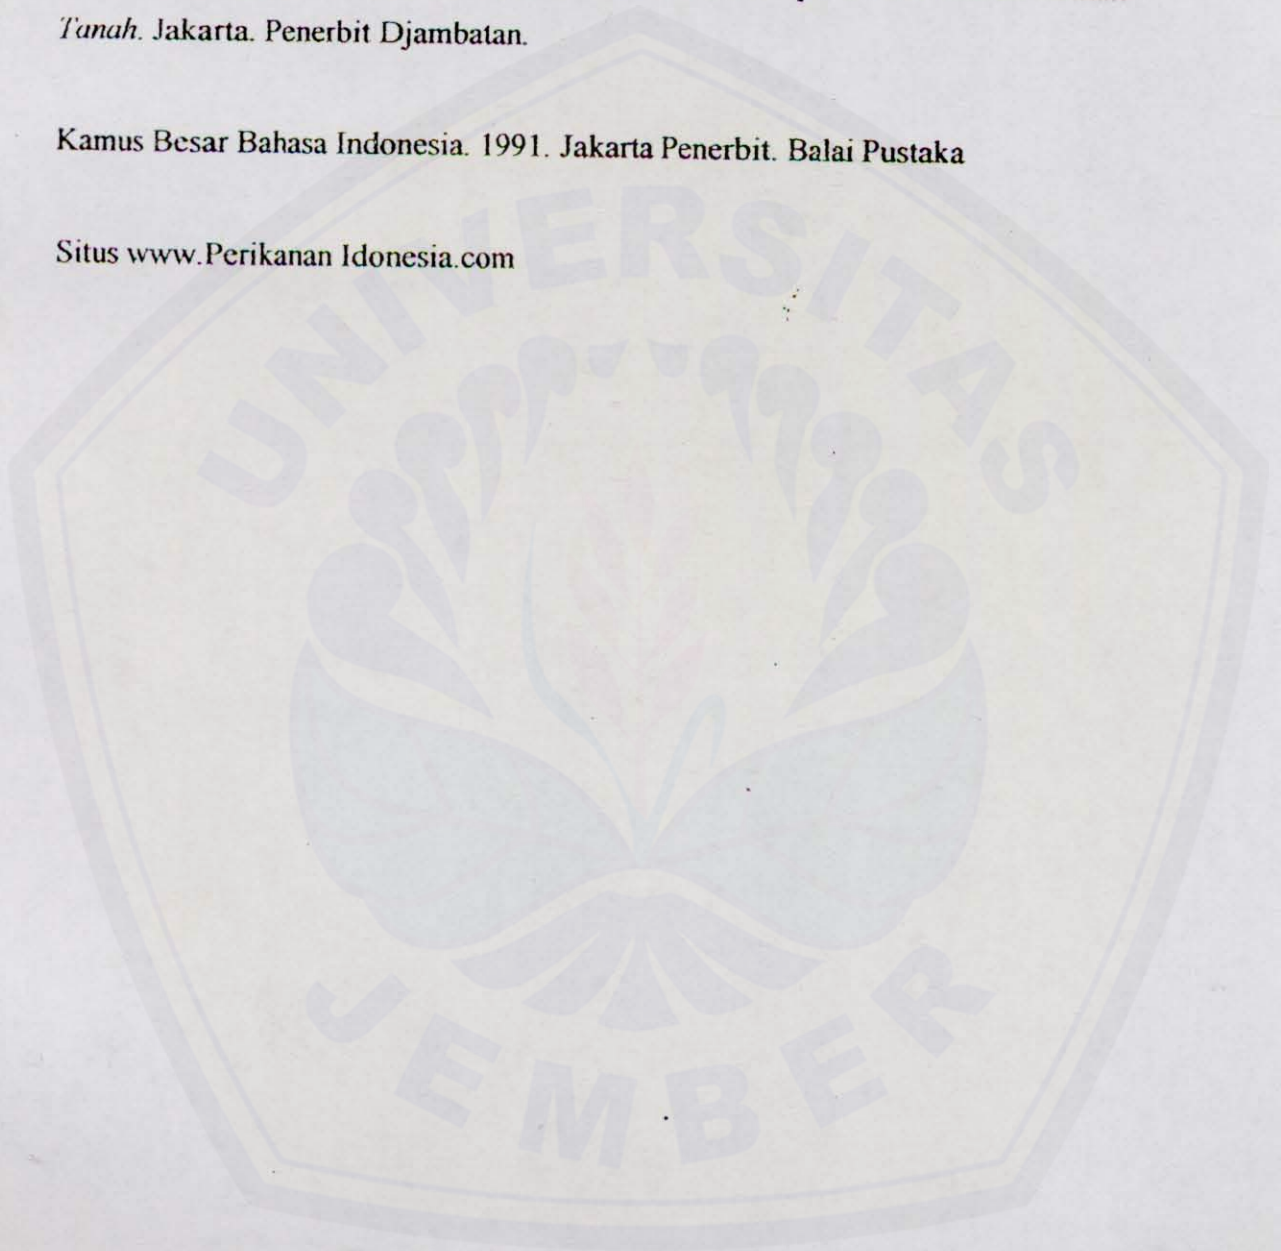 Tanah. Jakarta. Penerbit Djambatan.
Kamus Besar Bahasa Indonesia. 1991. Jakarta Penerbit. Balai Pustaka
Situs www.Perikanan Idonesia.com
UNIVERSITAS
JEMBER